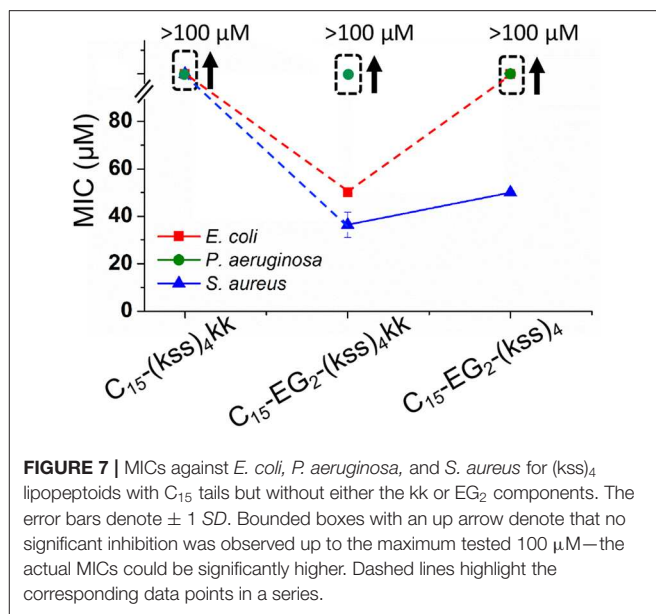 >100 μM >100 μM >100 μM
80
60
40
20
0
MIC (μM)
E. coli
P. aeruginosa
S. aureus
C₁₅-(kss)₄kk
C₁₅-EG₂-(kss)₄kk
C₁₅-EG₂-(kss)₄
FIGURE 7 | MICs against E. coli, P. aeruginosa, and S. aureus for (kss)₄
lipopeptoids with C₁₅ tails but without either the kk or EG₂ components. The
error bars denote ± 1 SD. Bounded boxes with an up arrow denote that no
significant inhibition was observed up to the maximum tested 100 μM—the
actual MICs could be significantly higher. Dashed lines highlight the
corresponding data points in a series.